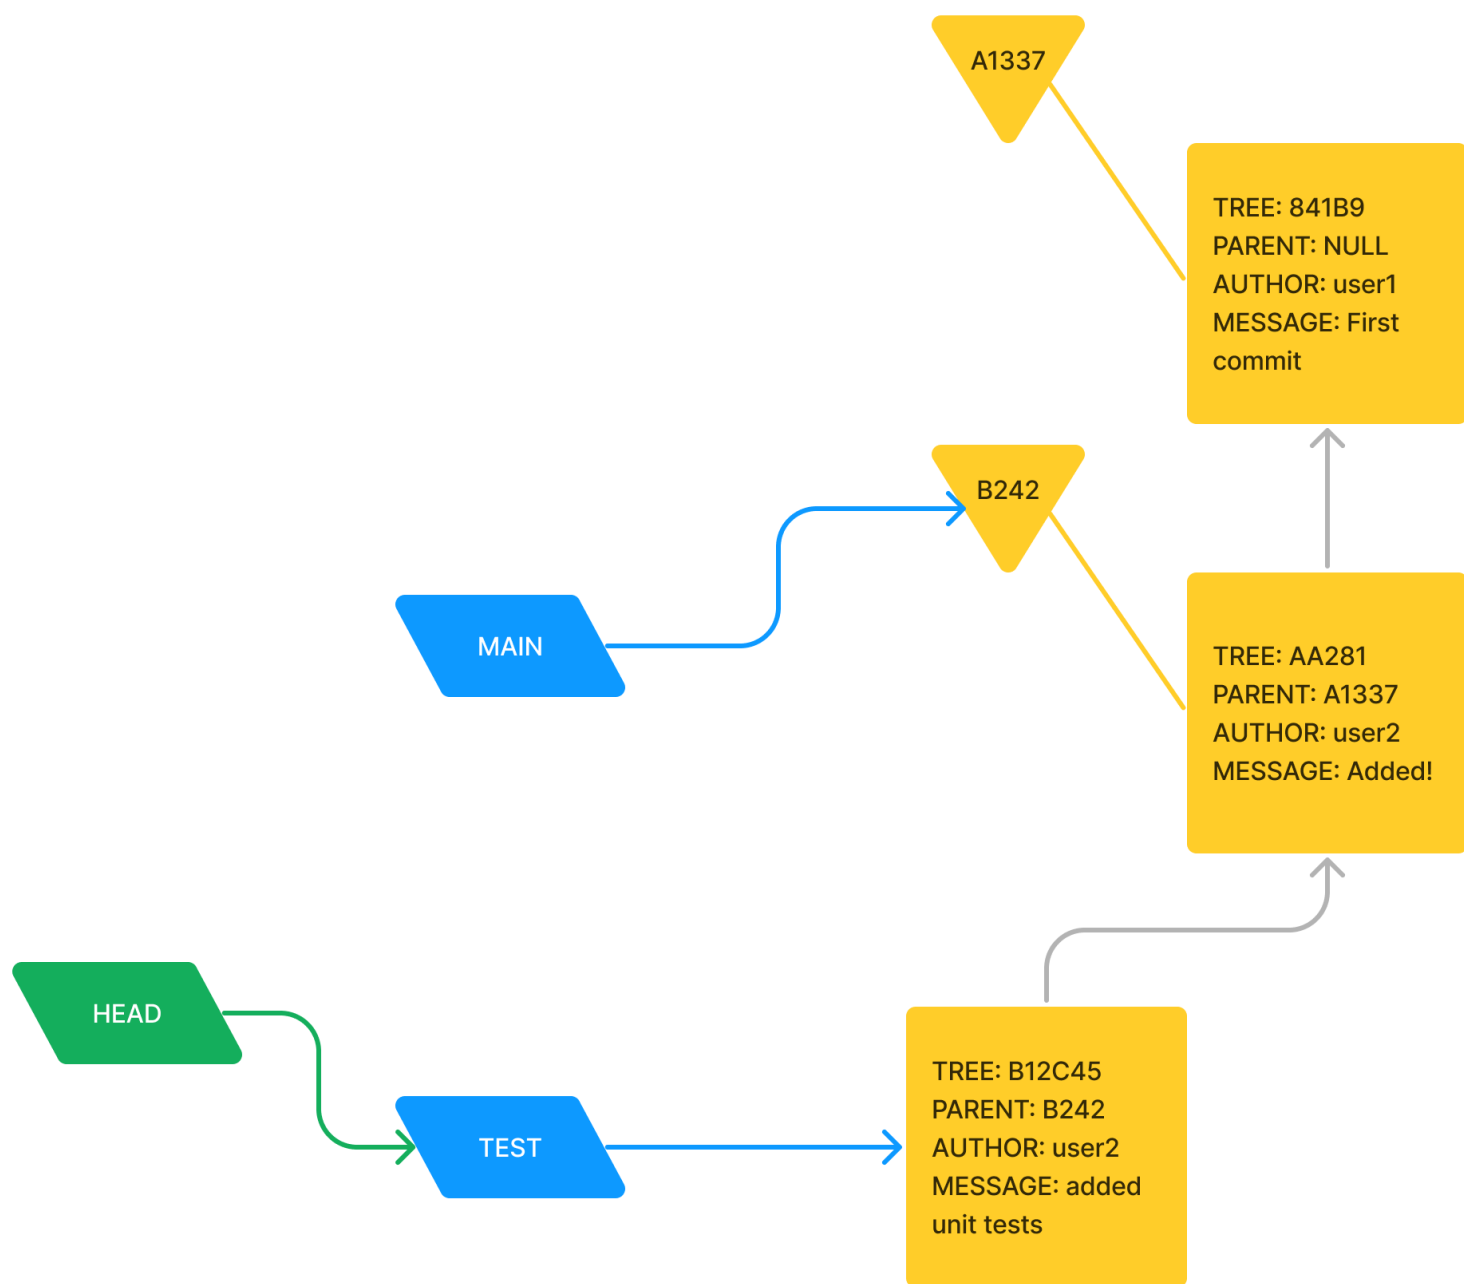 A1337
TREE: 841B9
PARENT: NULL
AUTHOR: user1
MESSAGE: First
commit
B242
MAIN
TREE: AA281
PARENT: A1337
AUTHOR: user2
MESSAGE: Added!
HEAD
TEST
TREE: B12C45
PARENT: B242
AUTHOR: user2
MESSAGE: added
unit tests